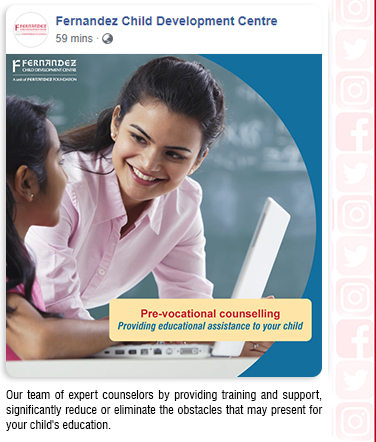 Fernandez Child Development Centre
59 mins ·
FERNANDEZ
CHILD DEVELOPMENT CENTRE
A unit of FERNANDEZ FOUNDATION
Pre-vocational counselling
Providing educational assistance to your child
Our team of expert counselors by providing training and support,
significantly reduce or eliminate the obstacles that may present for
your child's education.